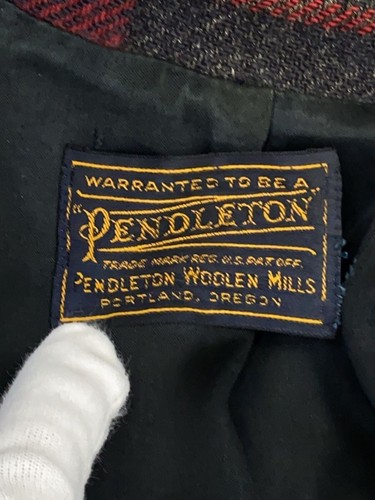 WARRANTED TO BE A
"PENDLETON"
TRADE MARK REG. U.S. PAT. OFF.
PENDLETON WOOLEN MILLS
PORTLAND, OREGON